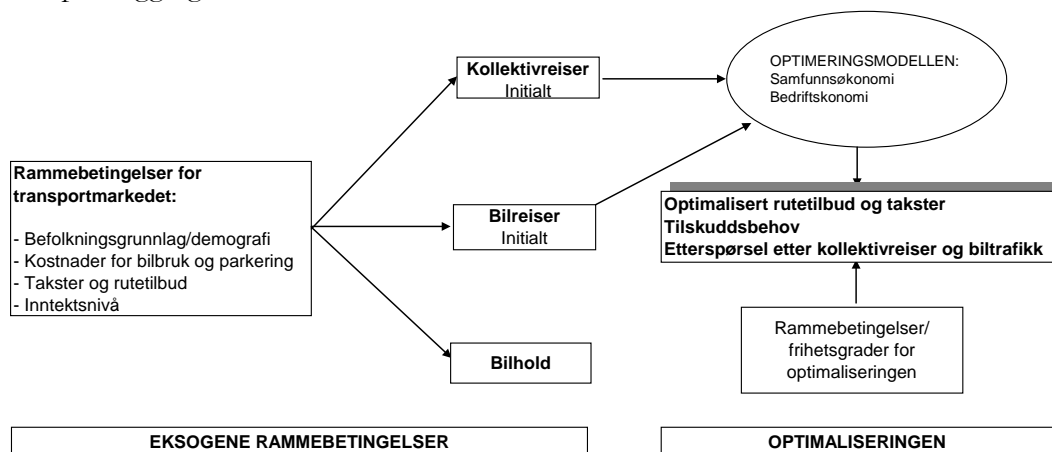 Kollektivreiser
Initialt
OPTIMERINGSMODELLEN:
Samfunnsøkonomi
Bedriftskonomi
Rammebetingelser for
transportmarkedet:
- Befolkningsgrunnlag/demografi
- Kostnader for bilbruk og parkering
- Takster og rutetilbud
- Inntektsnivå
Bilreiser
Initialt
Optimalisert rutetilbud og takster
Tilskuddsbehov
Etterspørsel etter kollektivreiser og biltrafikk
Bilhold
Rammebetingelser/
frihetsgrader for
optimaliseringen
EKSOGENE RAMMEBETINGELSER
OPTIMALISERINGEN